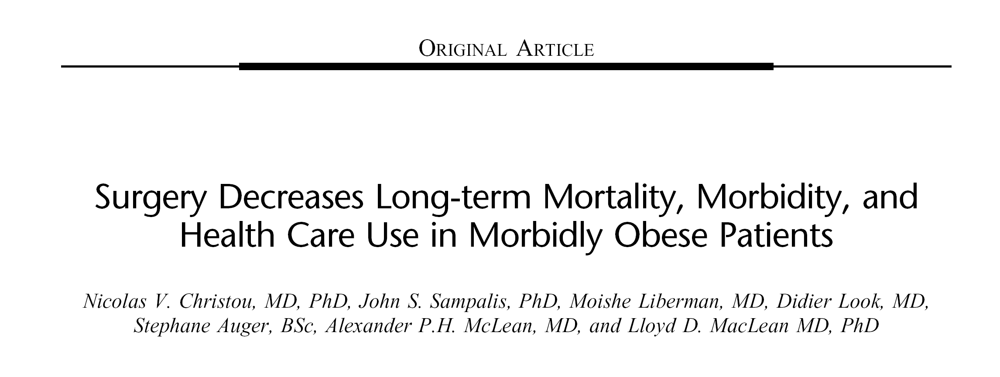 Original Article
Surgery Decreases Long-term Mortality, Morbidity, and
Health Care Use in Morbidly Obese Patients
Nicolas V. Christou, MD, PhD, John S. Sampalis, PhD, Moishe Liberman, MD, Didier Look, MD,
Stephane Auger, BSc, Alexander P.H. McLean, MD, and Lloyd D. MacLean MD, PhD